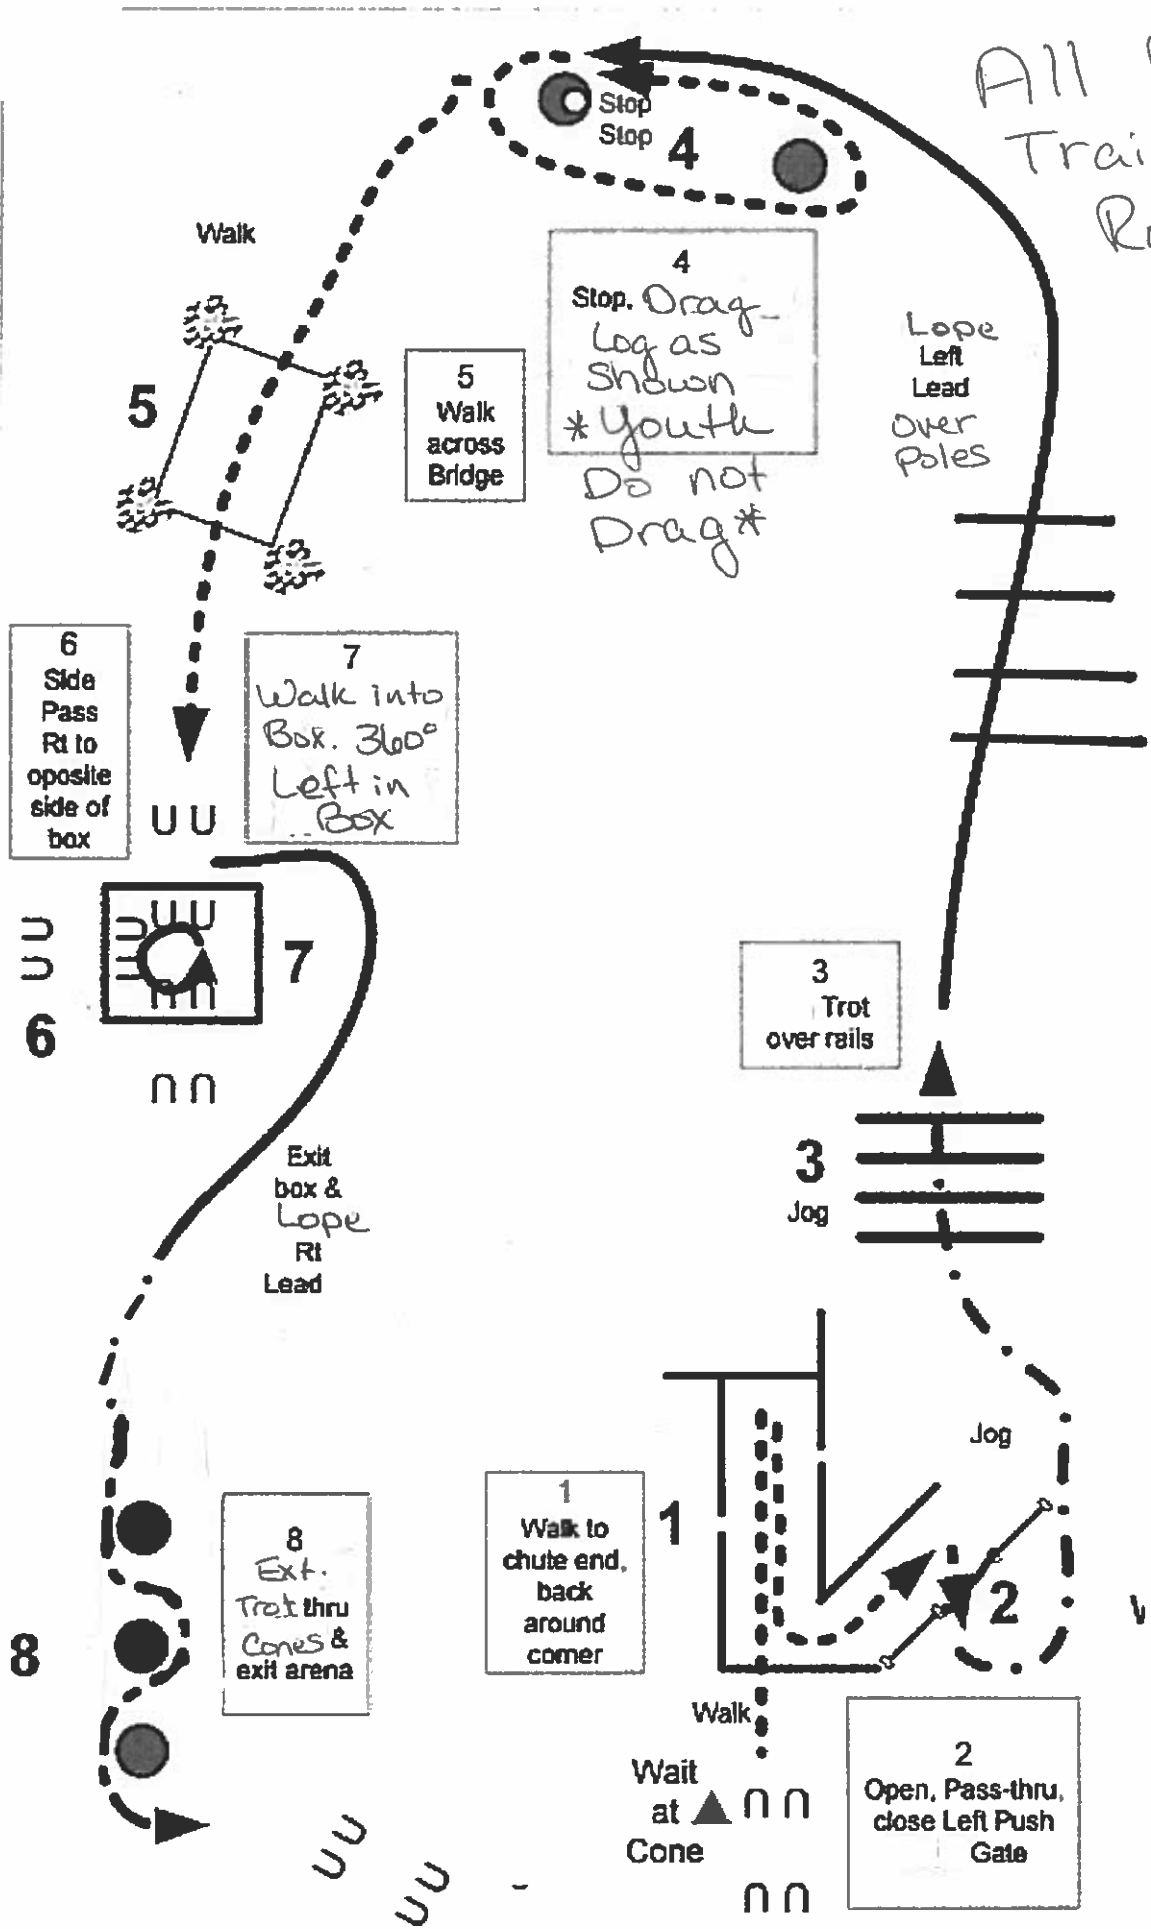 All
Stop
Stop
4
Walk
4
Stop. Drag
Log as
Shown
*Youth
Do not
Drag*
Lope
Left
Lead
over
Poles
5
5
Walk
across
Bridge
6
Side
Pass
Rt to
oposite
side of
box
7
Walk into
Box. 360°
Left in
Box
7
6
3
Trot
over rails
3
Jog
Exit
box &
Lope
Rt
Lead
Jog
1
1
Walk to
chute end,
back
around
corner
2
8
8
Ext.
Trot thru
Cones &
exit arena
Walk
Wait
at
Cone
2
Open, Pass-thru,
close Left Push
Gate